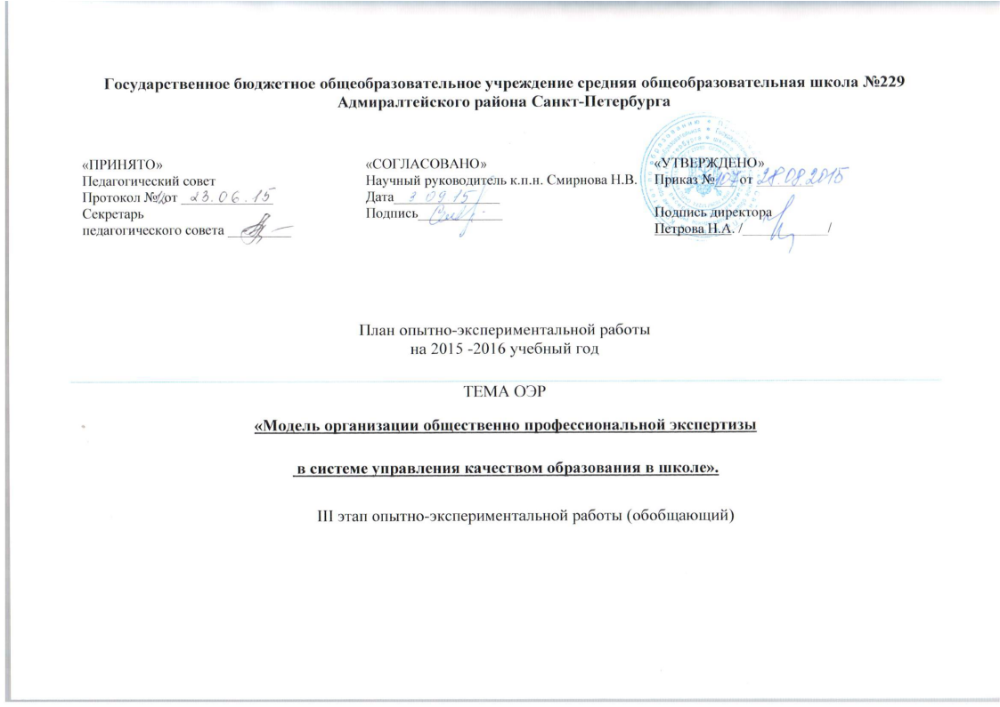 Государственное бюджетное общеобразовательное учреждение средняя общеобразовательная школа №229
Адмиралтейского района Санкт-Петербурга
«ПРИНЯТО»
Педагогический совет
Протокол № от 23.06.15
Секретарь
педагогического совета
«СОГЛАСОВАНО»
Научный руководитель к.п.н. Смирнова Н.В.
Дата 3 09 15
Подпись
«УТВЕРЖДЕНО»
Приказ № 107 от 28.08.2015
Подпись директора
Петрова Н.А. / /
План опытно-экспериментальной работы
на 2015 -2016 учебный год
ТЕМА ОЭР
«Модель организации общественно профессиональной экспертизы
в системе управления качеством образования в школе».
III этап опытно-экспериментальной работы (обобщающий)